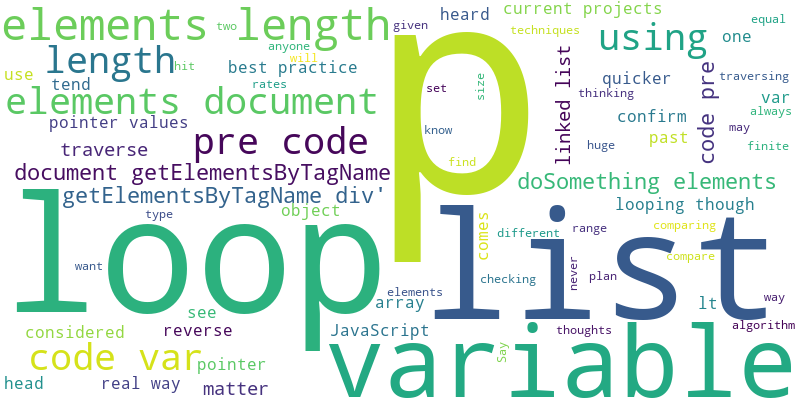 elements
two
length
p
given
heard
current projects
techniques
equal
anyone
will
length
hit
best practice
using
one
use
tend
rates
set
size
linked list
quicker
code pre
traversing
elements document
thinking
var
always
pointer values
confirm
may
pre code
know
past
huge
finite
traverse
find
document getElementsByTagName
doSomething elements
getElementsByTagName div'
loop
type
object
list
looping though
comes
different
range
comparing
want
checking
never
plan
compare
way
elements
array
lt
see
considered
reverse
JavaScript
variable
thoughts
algorithm
code var
pointer
Say
head
real way
matter